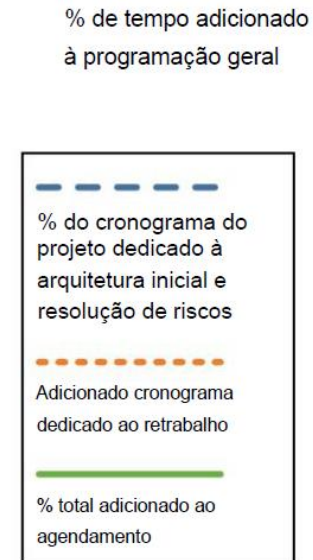 % de tempo adicionado
à programação geral
% do cronograma do
projeto dedicado à
arquitetura inicial e
resolução de riscos
Adicionado cronograma
dedicado ao retrabalho
% total adicionado ao
agendamento